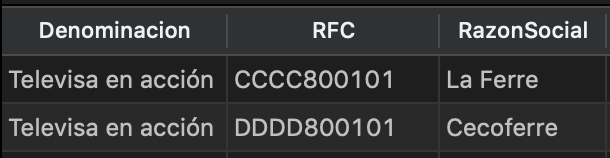 Denominacion RFC RazonSocial
Televisa en acción CCCC800101 La Ferre
Televisa en acción DDDD800101 Cecoferre